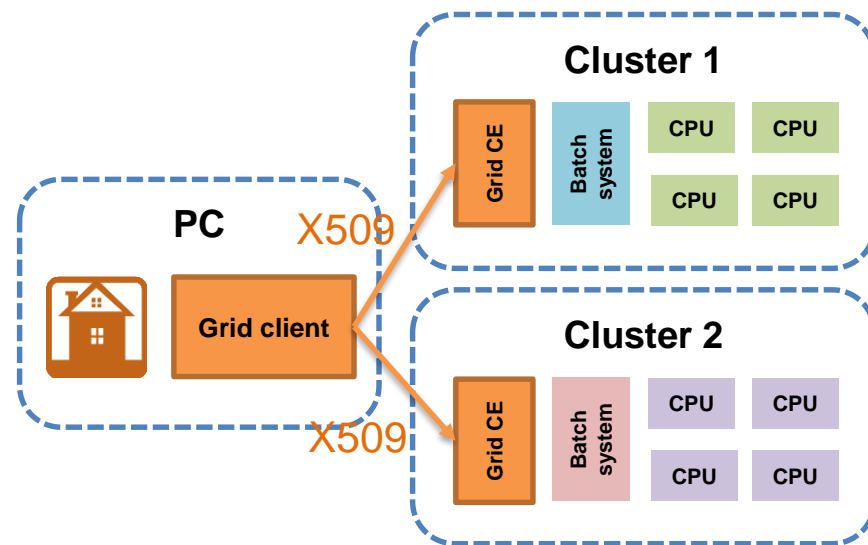 PC
Grid client
X509
X509
Cluster 1
Grid CE
Batch
system
CPU
CPU
CPU
CPU
Cluster 2
Grid CE
Batch
system
CPU
CPU
CPU
CPU